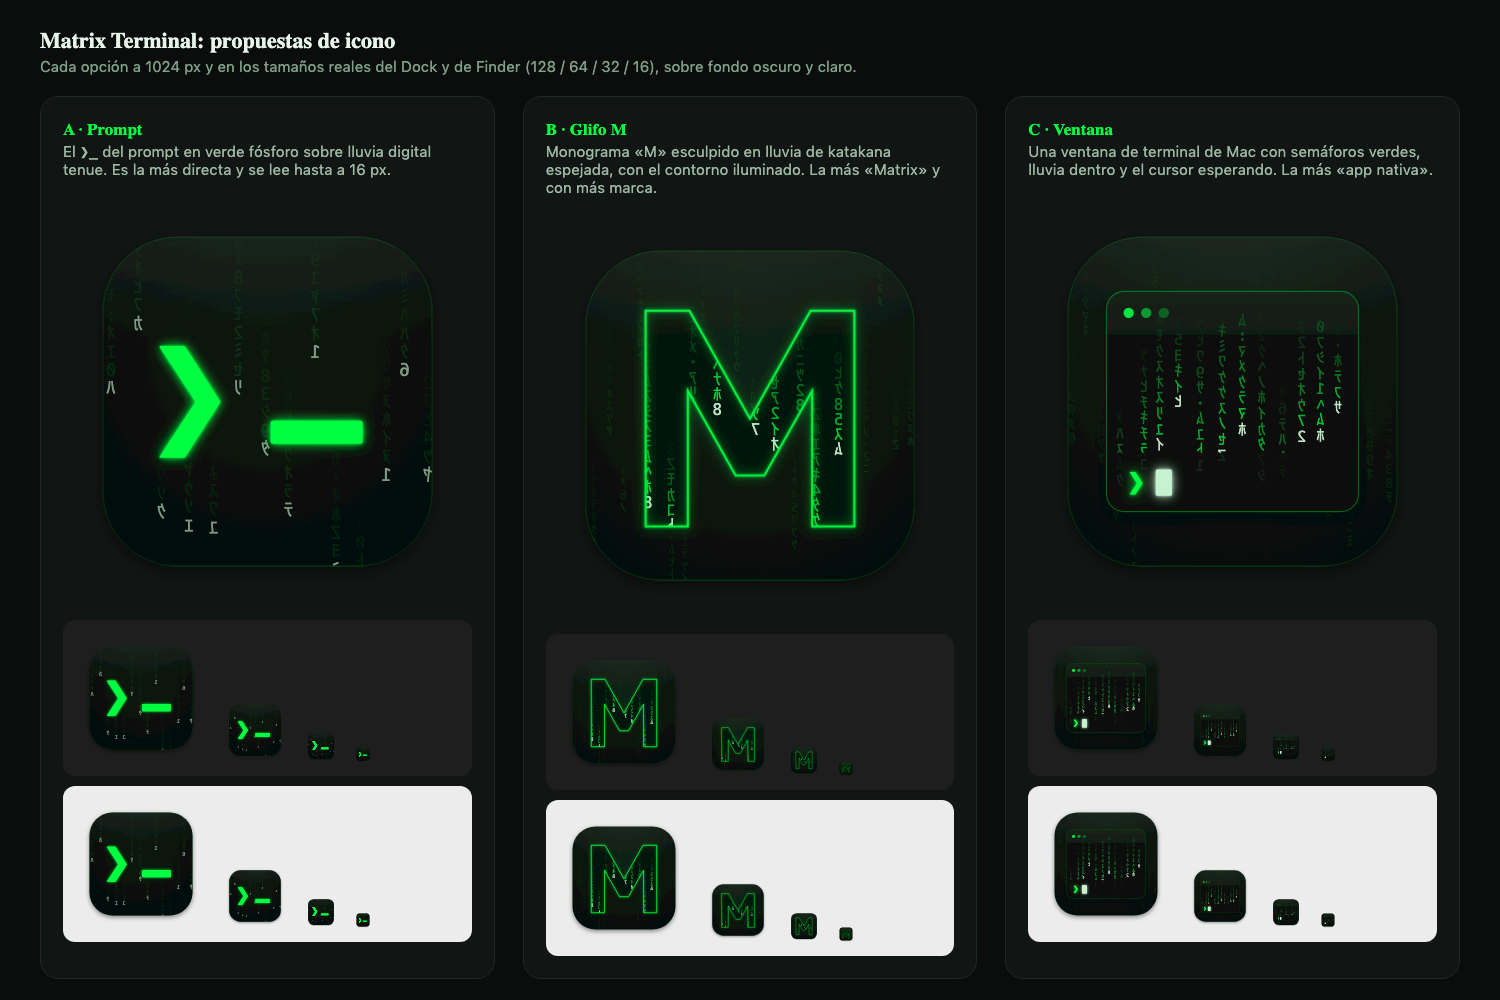 Matrix Terminal: propuestas de icono
Cada opción a 1024 px y en los tamaños reales del Dock y de Finder (128 / 64 / 32 / 16), sobre fondo oscuro y claro.
A · Prompt
El ❯_ del prompt en verde fósforo sobre lluvia digital
tenue. Es la más directa y se lee hasta a 16 px.
❯_
B · Glifo M
Monograma «M» esculpido en lluvia de katakana
espejada, con el contorno iluminado. La más «Matrix» y
con más marca.
M
C · Ventana
Una ventana de terminal de Mac con semáforos verdes,
lluvia dentro y el cursor esperando. La más «app nativa».
❯